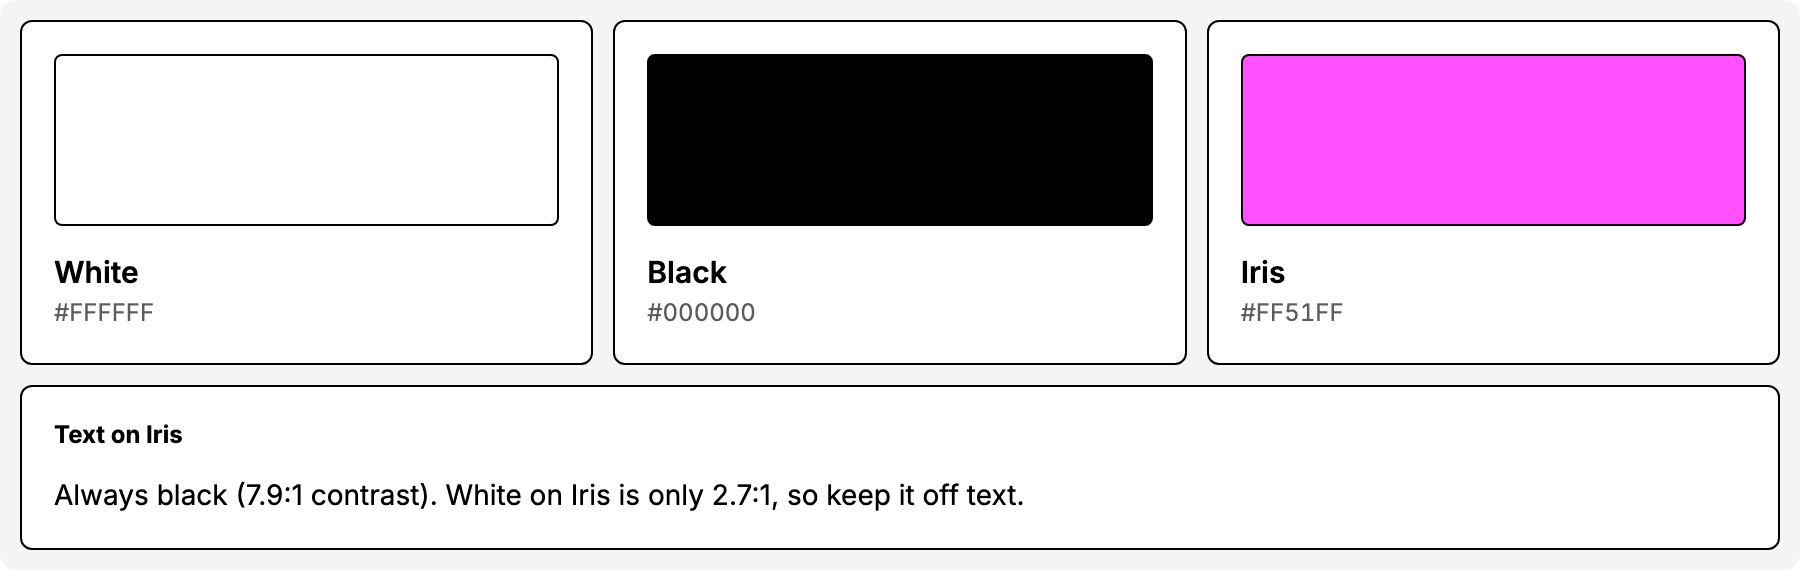 White
#FFFFFF
Black
#000000
Iris
#FF51FF
Text on Iris
Always black (7.9:1 contrast). White on Iris is only 2.7:1, so keep it off text.